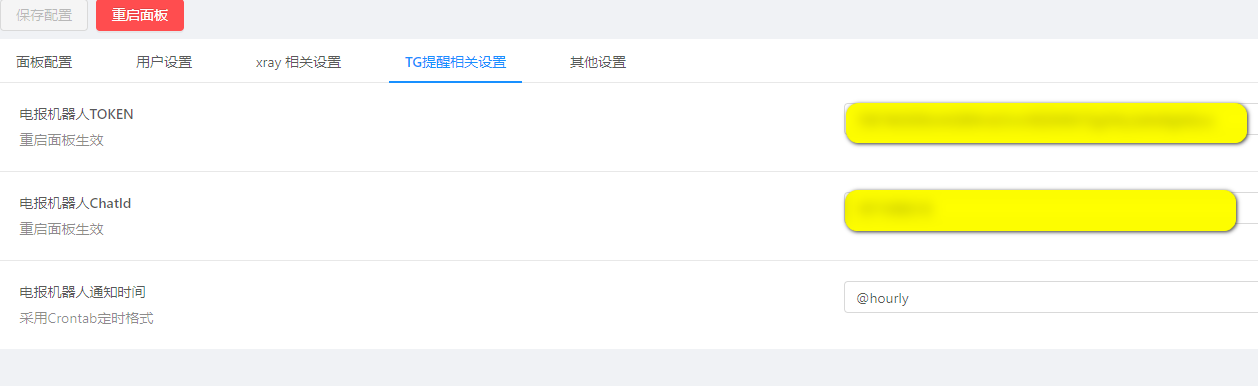 保存配置 重启面板
面板配置 用户设置 xray 相关设置 TG提醒相关设置 其他设置
电报机器人TOKEN
重启面板生效
电报机器人ChatId
重启面板生效
电报机器人通知时间 @hourly
采用Crontab定时格式